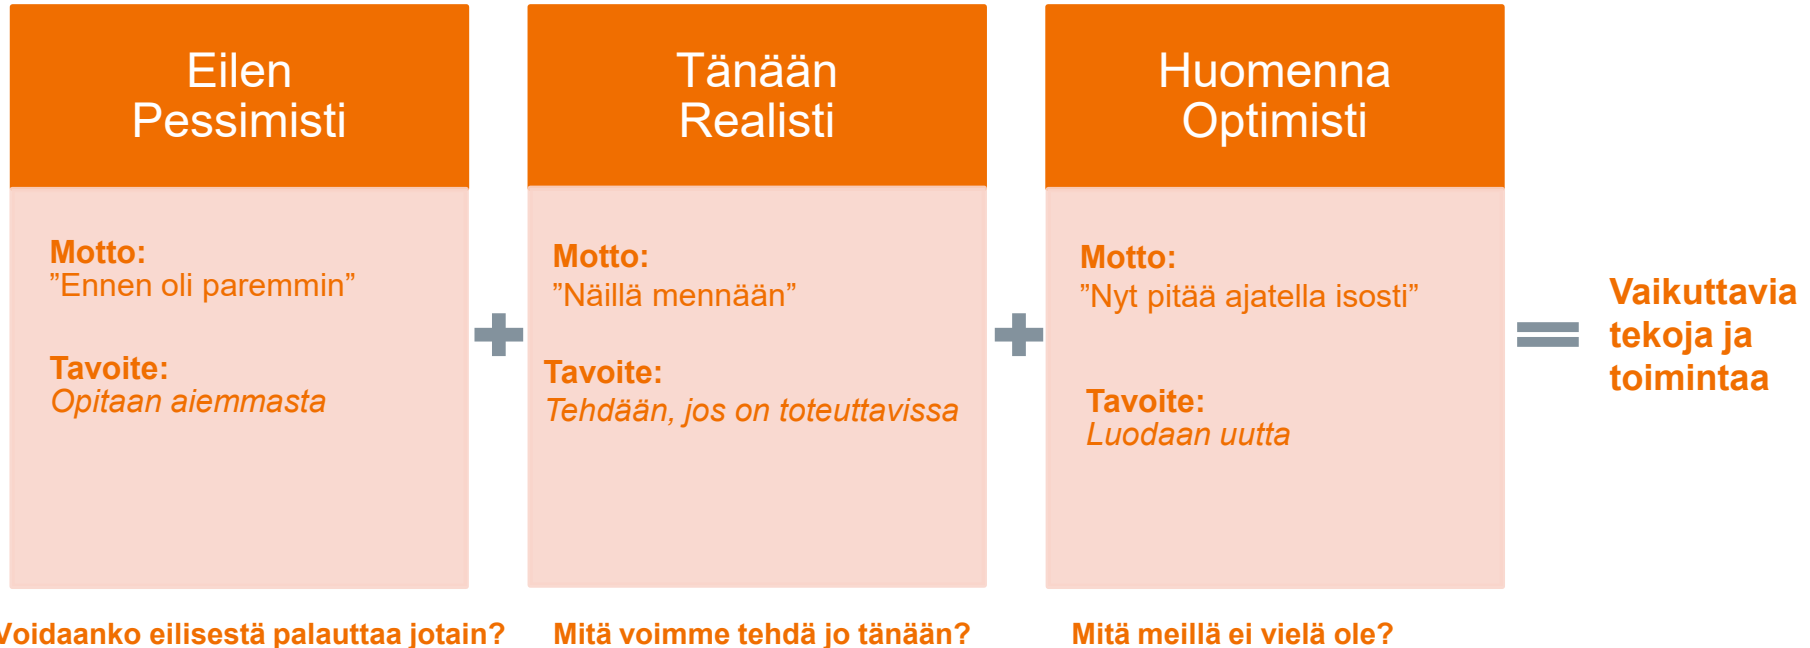 Eilen
Pessimisti
Motto:
”Ennen oli paremmin”
Tavoite:
Opitaan aiemmasta
Voidaanko eilisestä palauttaa jotain?
Tänään
Realisti
Motto:
”Näillä mennään”
Tavoite:
Tehdään, jos on toteuttavissa
Mitä voimme tehdä jo tänään?
Huomenna
Optimisti
Motto:
”Nyt pitää ajatella isosti”
Tavoite:
Luodaan uutta
Mitä meillä ei vielä ole?
Vaikuttavia
tekoja ja
toimintaa